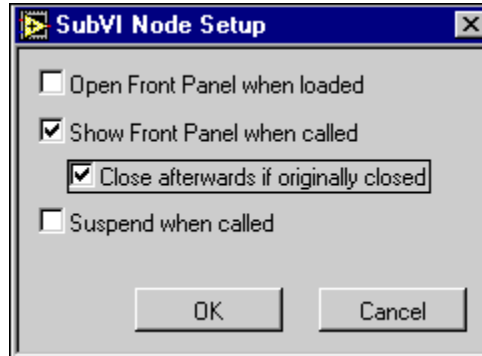 SubVI Node Setup
Open Front Panel when loaded
Show Front Panel when called
Close afterwards if originally closed
Suspend when called
OK Cancel